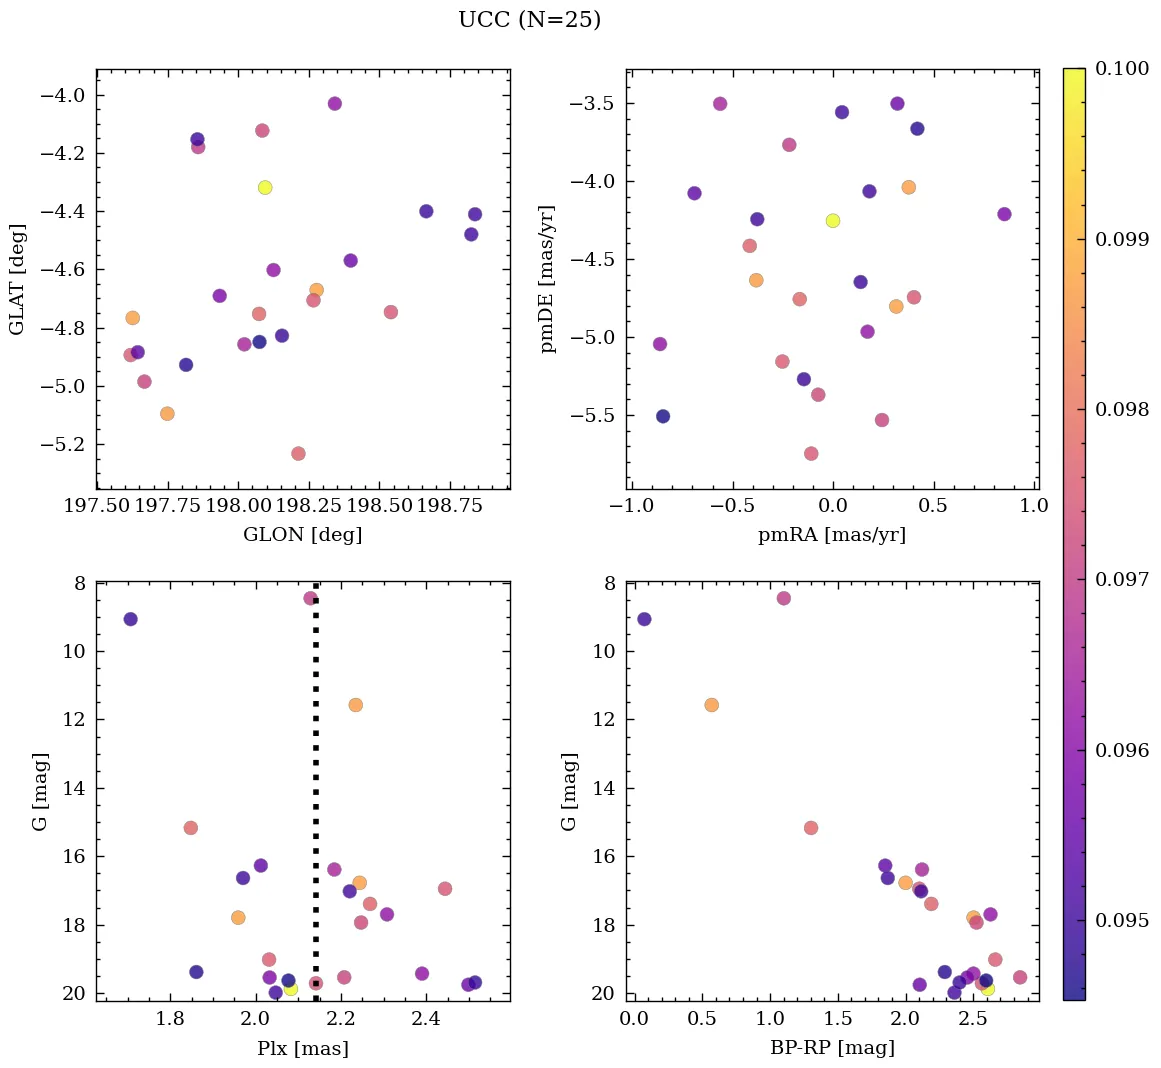 UCC (N=25)
−4.0
−4.2
−4.4
−4.6
−4.8
−5.0
−5.2
GLAT [deg]
197.50 197.75 198.00 198.25 198.50 198.75
GLON [deg]
−3.5
−4.0
−4.5
−5.0
−5.5
pmDE [mas/yr]
−1.0 −0.5 0.0 0.5 1.0
pmRA [mas/yr]
8
10
12
14
16
18
20
G [mag]
1.8 2.0 2.2 2.4
Plx [mas]
8
10
12
14
16
18
20
G [mag]
0.0 0.5 1.0 1.5 2.0 2.5
BP-RP [mag]
0.100
0.099
0.098
0.097
0.096
0.095